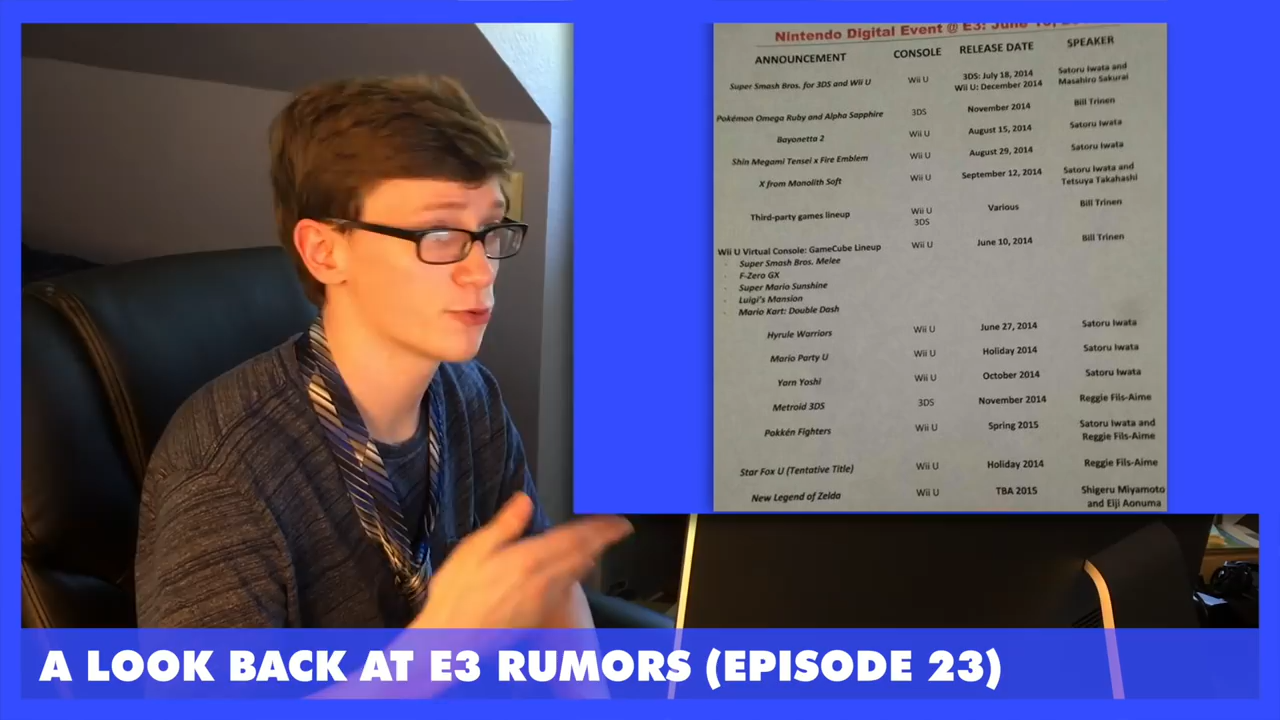 Nintendo Digital Event @ E3: June 10,
ANNOUNCEMENT CONSOLE RELEASE DATE SPEAKER
Super Smash Bros. for 3DS and Wii U Wii U 3DS: July 18, 2014 Satoru Iwata and
Wii U: December 2014 Masahiro Sakurai
Pokémon Omega Ruby and Alpha Sapphire 3DS November 2014 Bill Trinen
Bayonetta 2 Wii U August 15, 2014 Satoru Iwata
Shin Megami Tensei x Fire Emblem Wii U August 29, 2014 Satoru Iwata
X from Monolith Soft Wii U September 12, 2014 Satoru Iwata and
Tetsuya Takahashi
Third-party games lineup Wii U Various Bill Trinen
3DS
Wii U Virtual Console: GameCube Lineup Wii U June 10, 2014 Bill Trinen
- Super Smash Bros. Melee
- F-Zero GX
- Super Mario Sunshine
- Luigi's Mansion
- Mario Kart: Double Dash
Hyrule Warriors Wii U June 27, 2014 Satoru Iwata
Mario Party U Wii U Holiday 2014 Satoru Iwata
Yarn Yoshi Wii U October 2014 Satoru Iwata
Metroid 3DS 3DS November 2014 Reggie Fils-Aime
Pokkén Fighters Wii U Spring 2015 Satoru Iwata and
Reggie Fils-Aime
Star Fox U (Tentative Title) Wii U Holiday 2014 Reggie Fils-Aime
New Legend of Zelda Wii U TBA 2015 Shigeru Miyamoto
and Eiji Aonuma
A LOOK BACK AT E3 RUMORS (EPISODE 23)